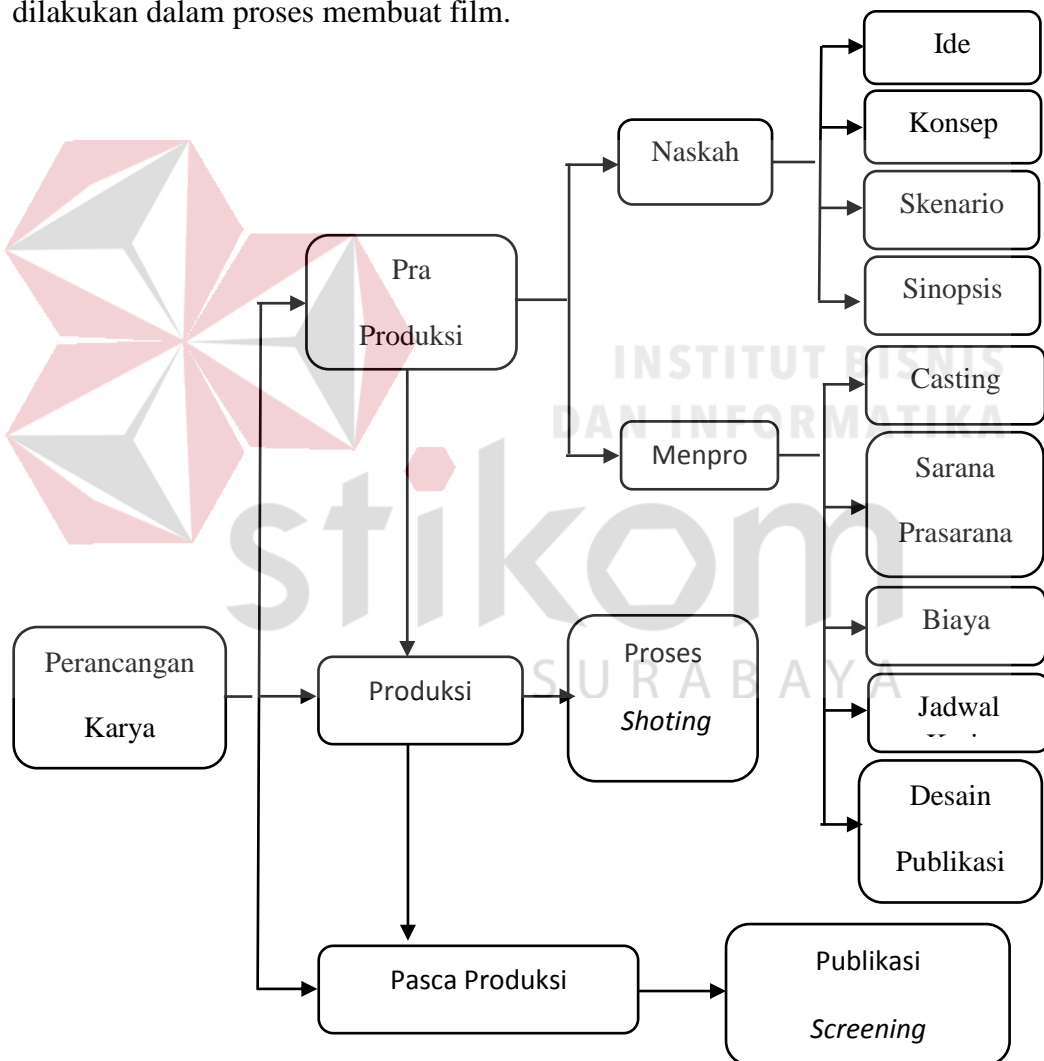 dilakukan dalam proses membuat film.
Ide
Konsep
Naskah
Skenario
Sinopsis
Pra
Produksi
INSTITUT BISNIS
DAN INFORMATIKA
Casting
Menpro
Sarana
Prasarana
stikom
SURABAYA
Biaya
Perancangan
Karya
Produksi
Proses
Shoting
Jadwal
Desain
Publikasi
Pasca Produksi
Publikasi
Screening